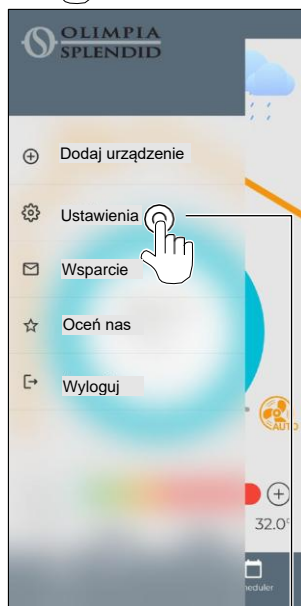 OLIMPIA
SPLENDID
Dodaj urządzenie
Ustawienia
Wsparcie
Oceń nas
Wyloguj
AUTO
32.0°
heduler